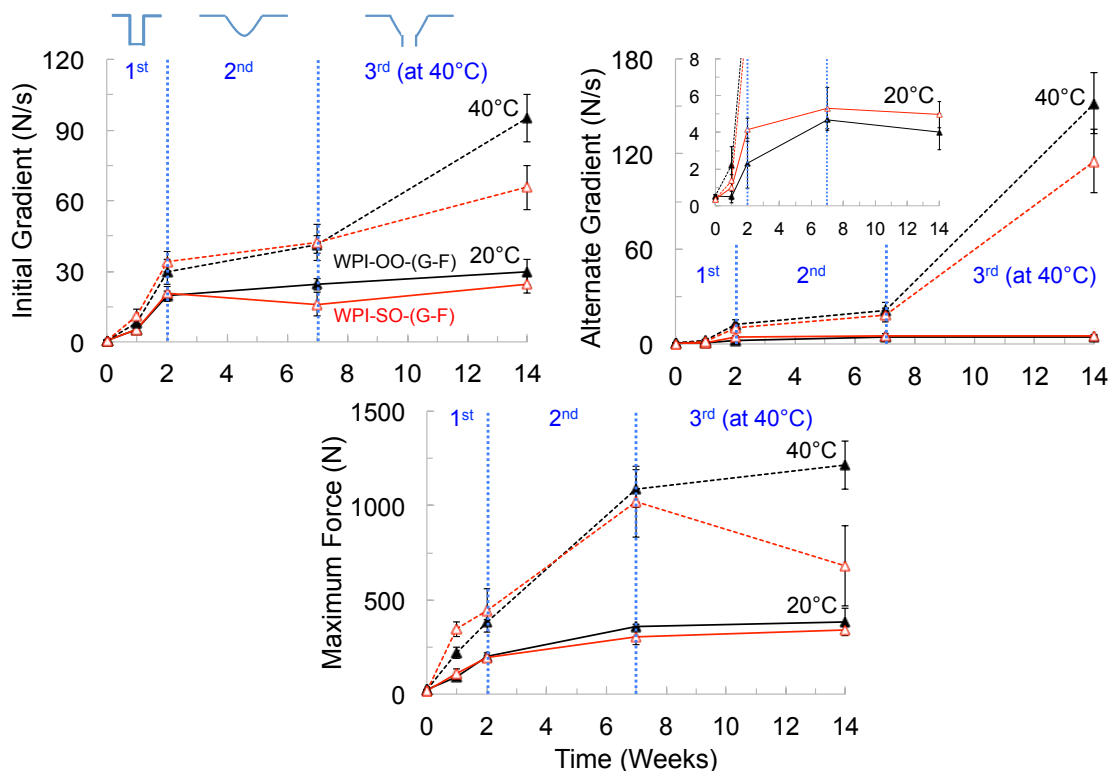 1st 2nd 3rd (at 40°C)
Initial Gradient (N/s)
120
90
60
30
0
40°C
20°C
WPI-OO-(G-F)
WPI-SO-(G-F)
0 2 4 6 8 10 12 14
Alternate Gradient (N/s)
180
120
60
0
8
6
4
2
0
20°C
0 2 4 6 8 10 12 14
40°C
1st 2nd 3rd (at 40°C)
0 2 4 6 8 10 12 14
Maximum Force (N)
1500
1000
500
0
1st 2nd 3rd (at 40°C)
40°C
20°C
0 2 4 6 8 10 12 14
Time (Weeks)